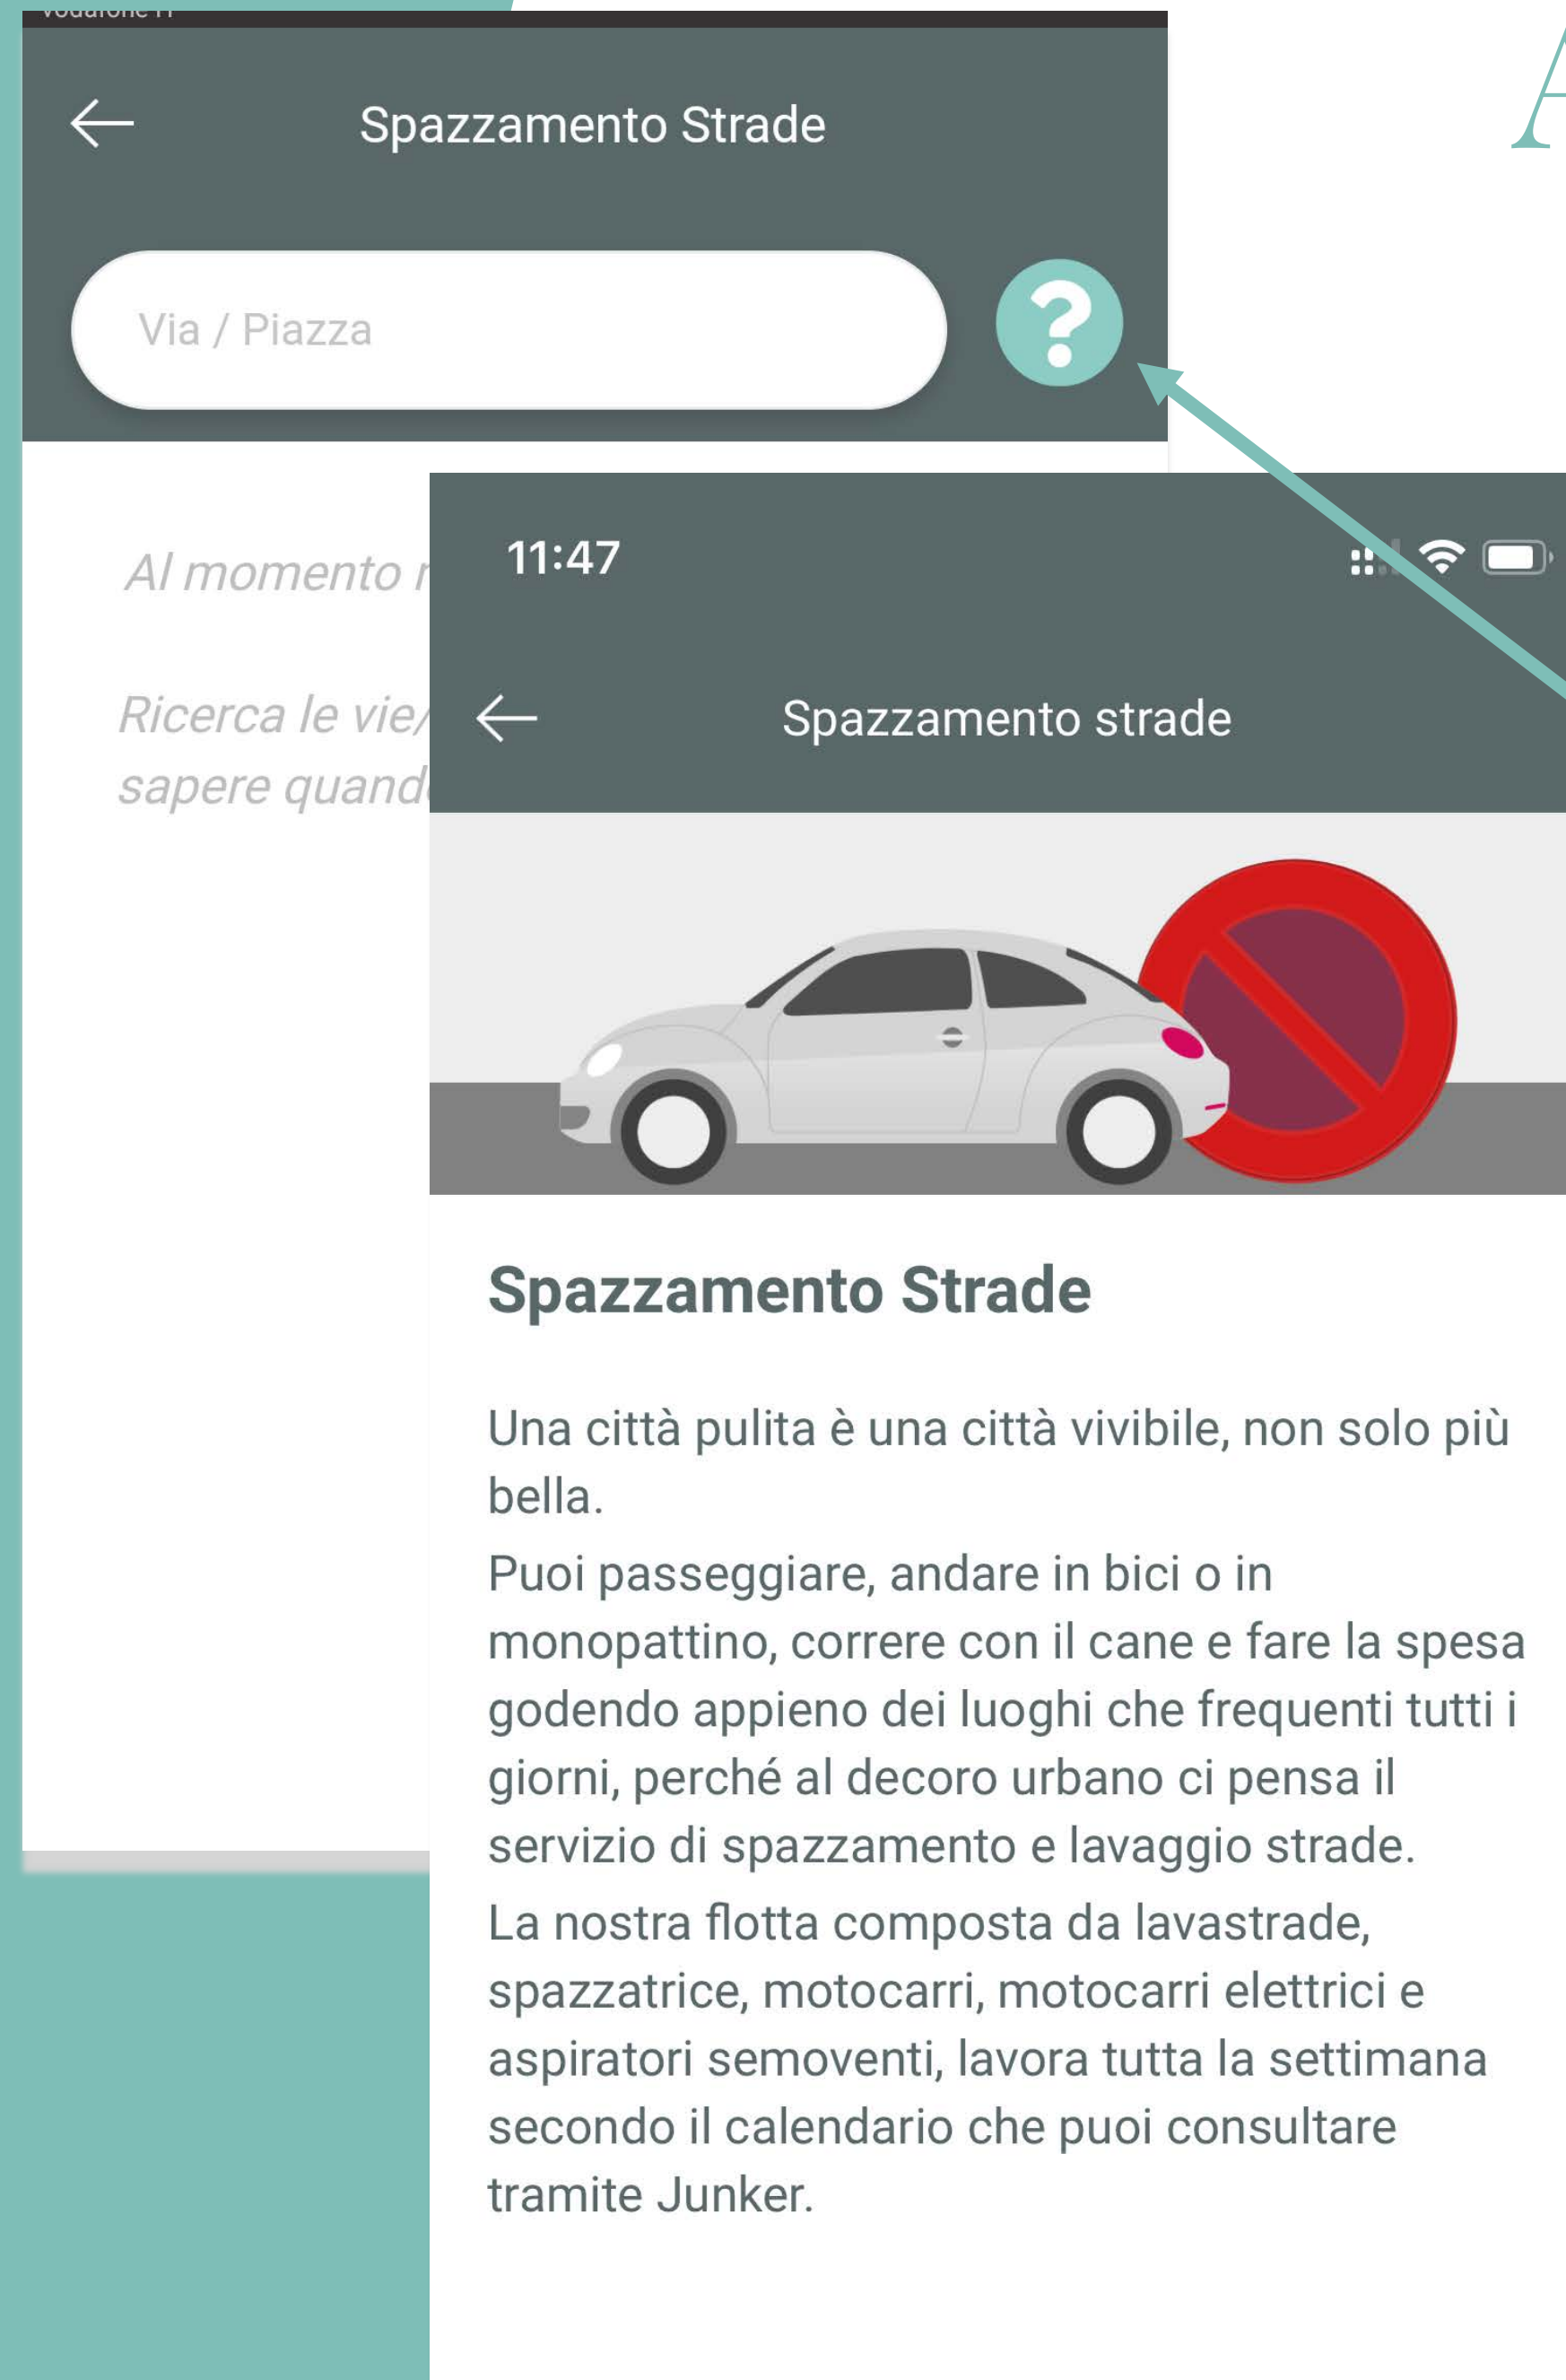 Spazzamento Strade
Via / Piazza
Al momento
Ricerca le vie/
sapere
11:47
Spazzamento strade
Spazzamento Strade
Una città pulita è una città vivibile, non solo più
bella.
Puoi passeggiare, andare in bici o in
monopattino, correre con il cane e fare la spesa
godendo appieno dei luoghi che frequenti tutti i
giorni, perché al decoro urbano ci pensa il
servizio di spazzamento e lavaggio strade.
La nostra flotta composta da lavastrade,
spazzatrice, motocarri, motocarri elettrici e
aspiratori semoventi, lavora tutta la settimana
secondo il calendario che puoi consultare
tramite Junker.